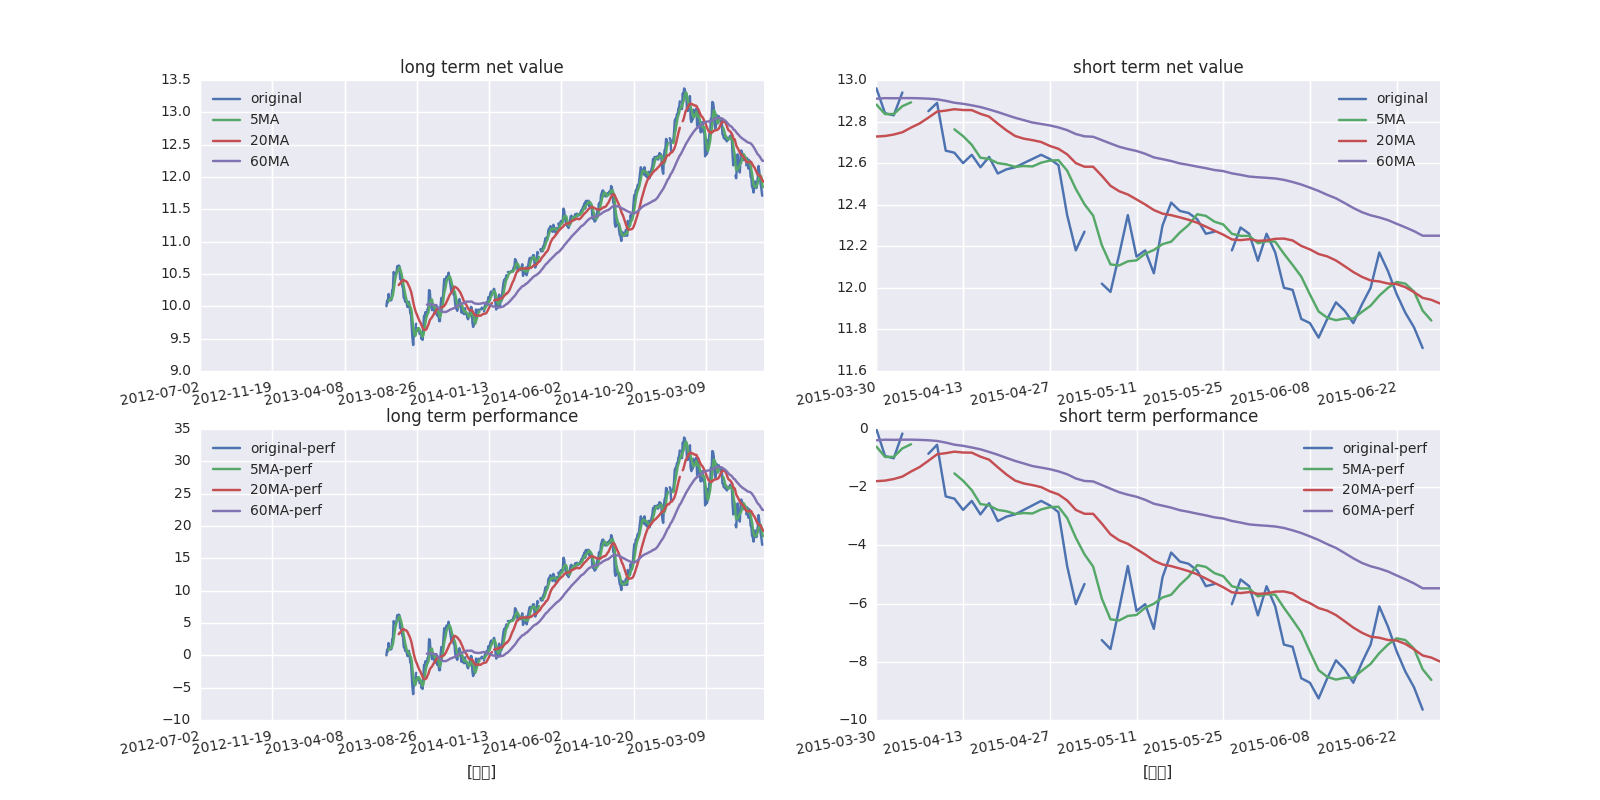 long term net value
13.5
13.0
12.5
12.0
11.5
11.0
10.5
10.0
9.5
9.0
original
5MA
20MA
60MA
2012-07-02 2012-11-19 2013-04-08 2013-08-26 2014-01-13 2014-06-02 2014-10-20 2015-03-09
short term net value
13.0
12.8
12.6
12.4
12.2
12.0
11.8
11.6
original
5MA
20MA
60MA
2015-03-30 2015-04-13 2015-04-27 2015-05-11 2015-05-25 2015-06-08 2015-06-22
long term performance
35
30
25
20
15
10
5
0
−5
−10
original-perf
5MA-perf
20MA-perf
60MA-perf
2012-07-02 2012-11-19 2013-04-08 2013-08-26 2014-01-13 2014-06-02 2014-10-20 2015-03-09
short term performance
0
−2
−4
−6
−8
−10
original-perf
5MA-perf
20MA-perf
60MA-perf
2015-03-30 2015-04-13 2015-04-27 2015-05-11 2015-05-25 2015-06-08 2015-06-22